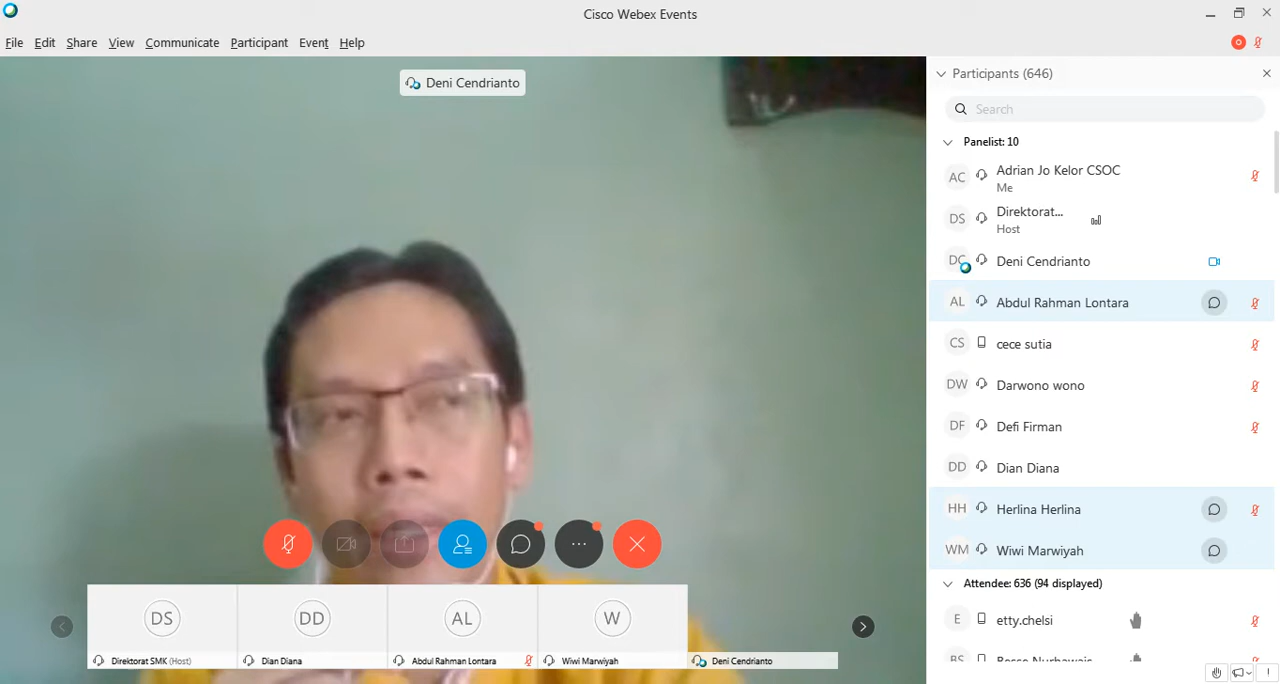 Cisco Webex Events
File Edit Share View Communicate Participant Event Help
Deni Cendrianto
Participants (646)
Search
Panelist: 10
AC Adrian Jo Kelor CSOC
Me
DS Direktorat...
Host
DC Deni Cendrianto
AL Abdul Rahman Lontara
CS cece sutia
DW Darwono wono
DF Defi Firman
DD Dian Diana
HH Herlina Herlina
WM Wiwi Marwiyah
Attendee: 636 (94 displayed)
E etty.chelsi
DS DD AL W
Direktorat SMK (Host) Dian Diana Abdul Rahman Lontara Wiwi Marwiyah Deni Cendrianto